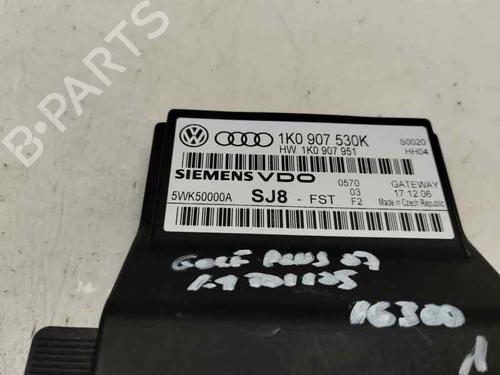 B-Parts
1K0 907 530K
S0020
HW: 1K0 907 951
HH04
SIEMENS VDO
0570
GATEWAY
03
17.12.06
5WK50000A
SJ8 - FST
F2
Made in Czech Republic
GOLF PLUS 07
1.9 TDI 105
16300
1